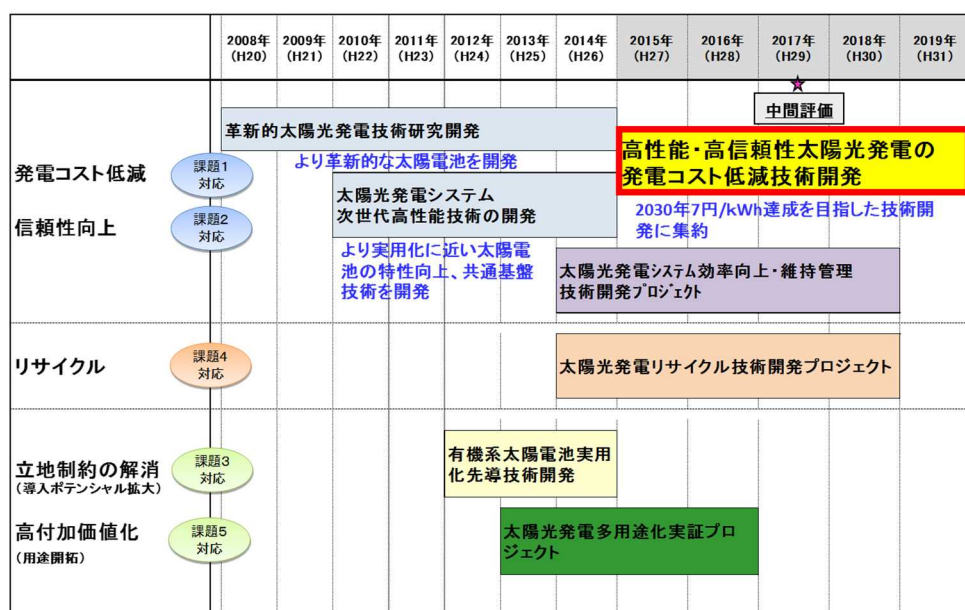 2008年 2009年 2010年 2011年 2012年 2013年 2014年 2015年 2016年 2017年 2018年 2019年
(H20) (H21) (H22) (H23) (H24) (H25) (H26) (H27) (H28) (H29) (H30) (H31)
中間評価
発電コスト低減
課題1
対応
革新的太陽光発電技術研究開発
より革新的な太陽電池を開発
高性能・高信頼性太陽光発電の
発電コスト低減技術開発
2030年7円/kWh達成を目指した技術開
発に集約
信頼性向上
課題2
対応
太陽光発電システム
次世代高性能技術の開発
より実用化に近い太陽電
池の特性向上、共通基盤
技術を開発
太陽光発電システム効率向上・維持管理
技術開発プロジェクト
リサイクル
課題4
対応
太陽光発電リサイクル技術開発プロジェクト
立地制約の解消
(導入ポテンシャル拡大)
課題3
対応
有機系太陽電池実用
化先導技術開発
高付加価値化
(用途開拓)
課題5
対応
太陽光発電多用途化実証プロ
ジェクト